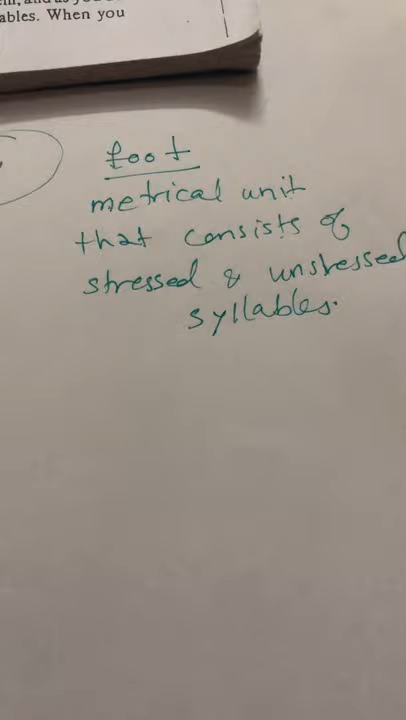 ables. When you
foot
metrical unit
that consists of
stressed & unstressed
syllables.